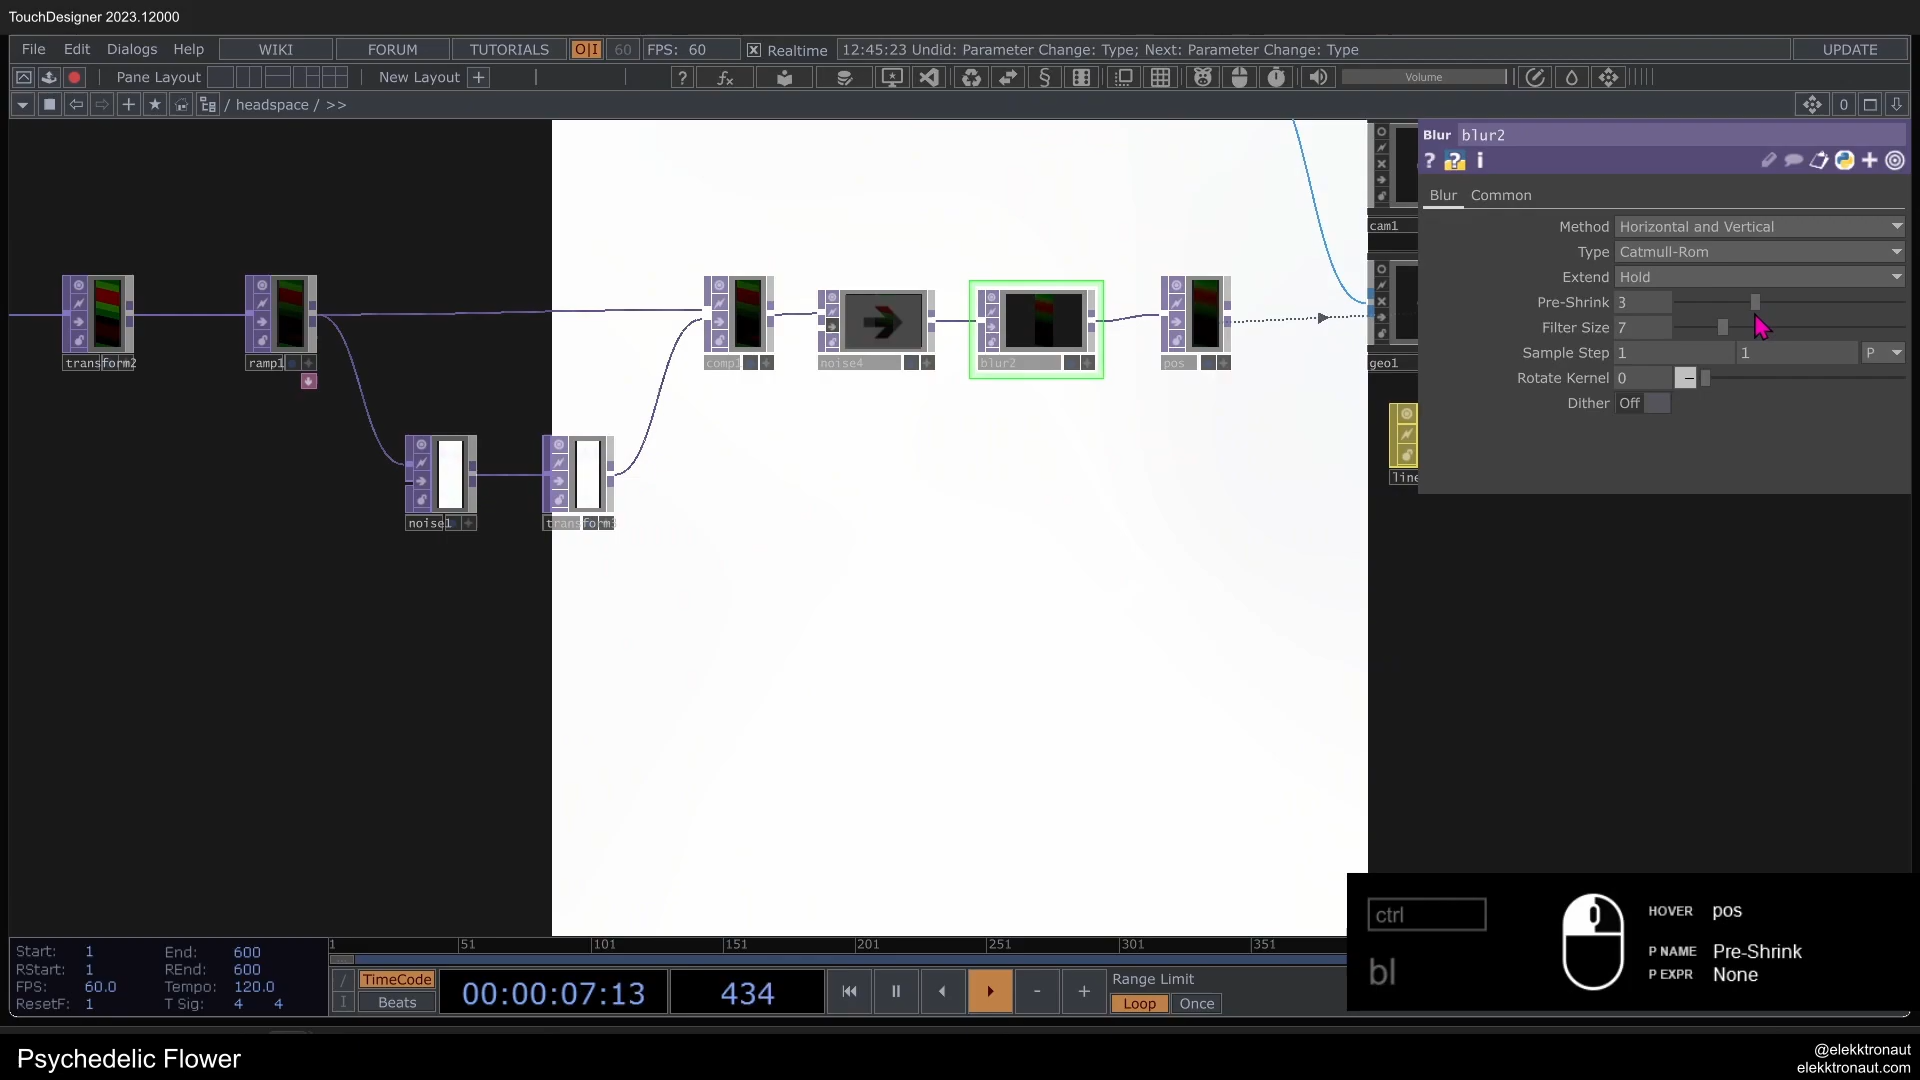 TouchDesigner 2023.12000
File Edit Dialogs Help WIKI FORUM TUTORIALS O|I 60 FPS: 60 Realtime 12:45:23 Undid: Parameter Change: Type; Next: Parameter Change: Type UPDATE
Pane Layout New Layout + ? fx Volume
/ headspace / >> 0
Blur blur2
Blur Common
Method Horizontal and Vertical
Type Catmull-Rom
Extend Hold
Pre-Shrink 3
Filter Size 7
Sample Step 1 1 P
Rotate Kernel 0
Dither Off
cam1
transform2 ramp1 comp1 noise4 blur2 pos geo1
line
noise1 transform3
ctrl
bl
HOVER pos
P NAME Pre-Shrink
P EXPR None
1 51 101 151 201 251 301 351
Start: 1 End: 600
RStart: 1 REnd: 600
FPS: 60.0 Tempo: 120.0
ResetF: 1 T Sig: 4 4
/ TimeCode
I Beats
00:00:07:13 434
- +
Range Limit
Loop Once
Psychedelic Flower
@elekktronaut
elekktronaut.com